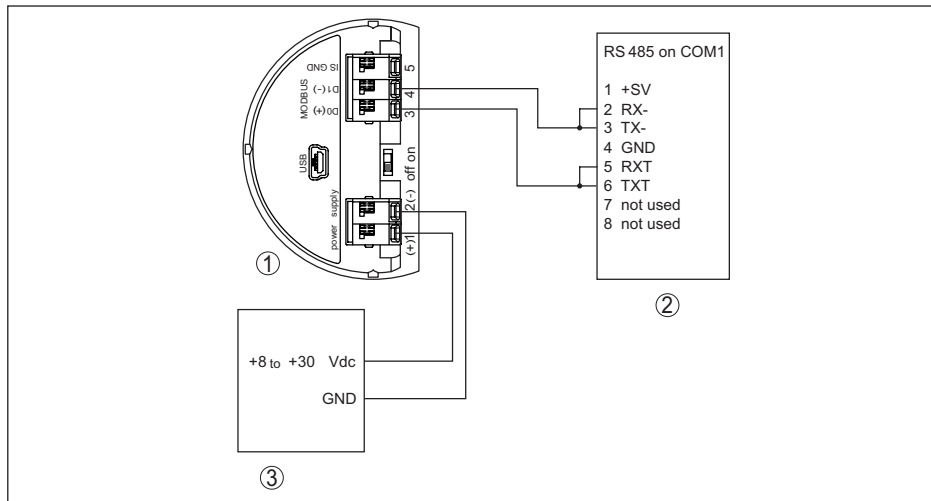 IS GND
D1(-)
D0(+)
MODBUS
5
4
3
USB
off on
power supply
2(-)
(+)1
①
RS 485 on COM1
1 +SV
2 RX-
3 TX-
4 GND
5 RXT
6 TXT
7 not used
8 not used
②
+8 to +30 Vdc
GND
③